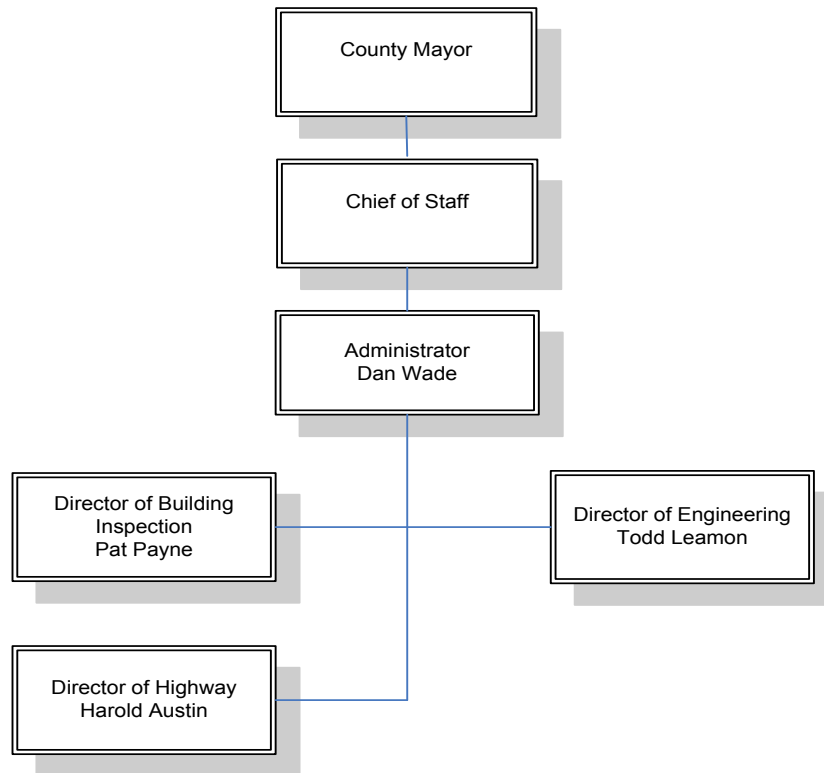 County Mayor
Chief of Staff
Administrator
Dan Wade
Director of Building
Inspection
Pat Payne
Director of Engineering
Todd Leamon
Director of Highway
Harold Austin